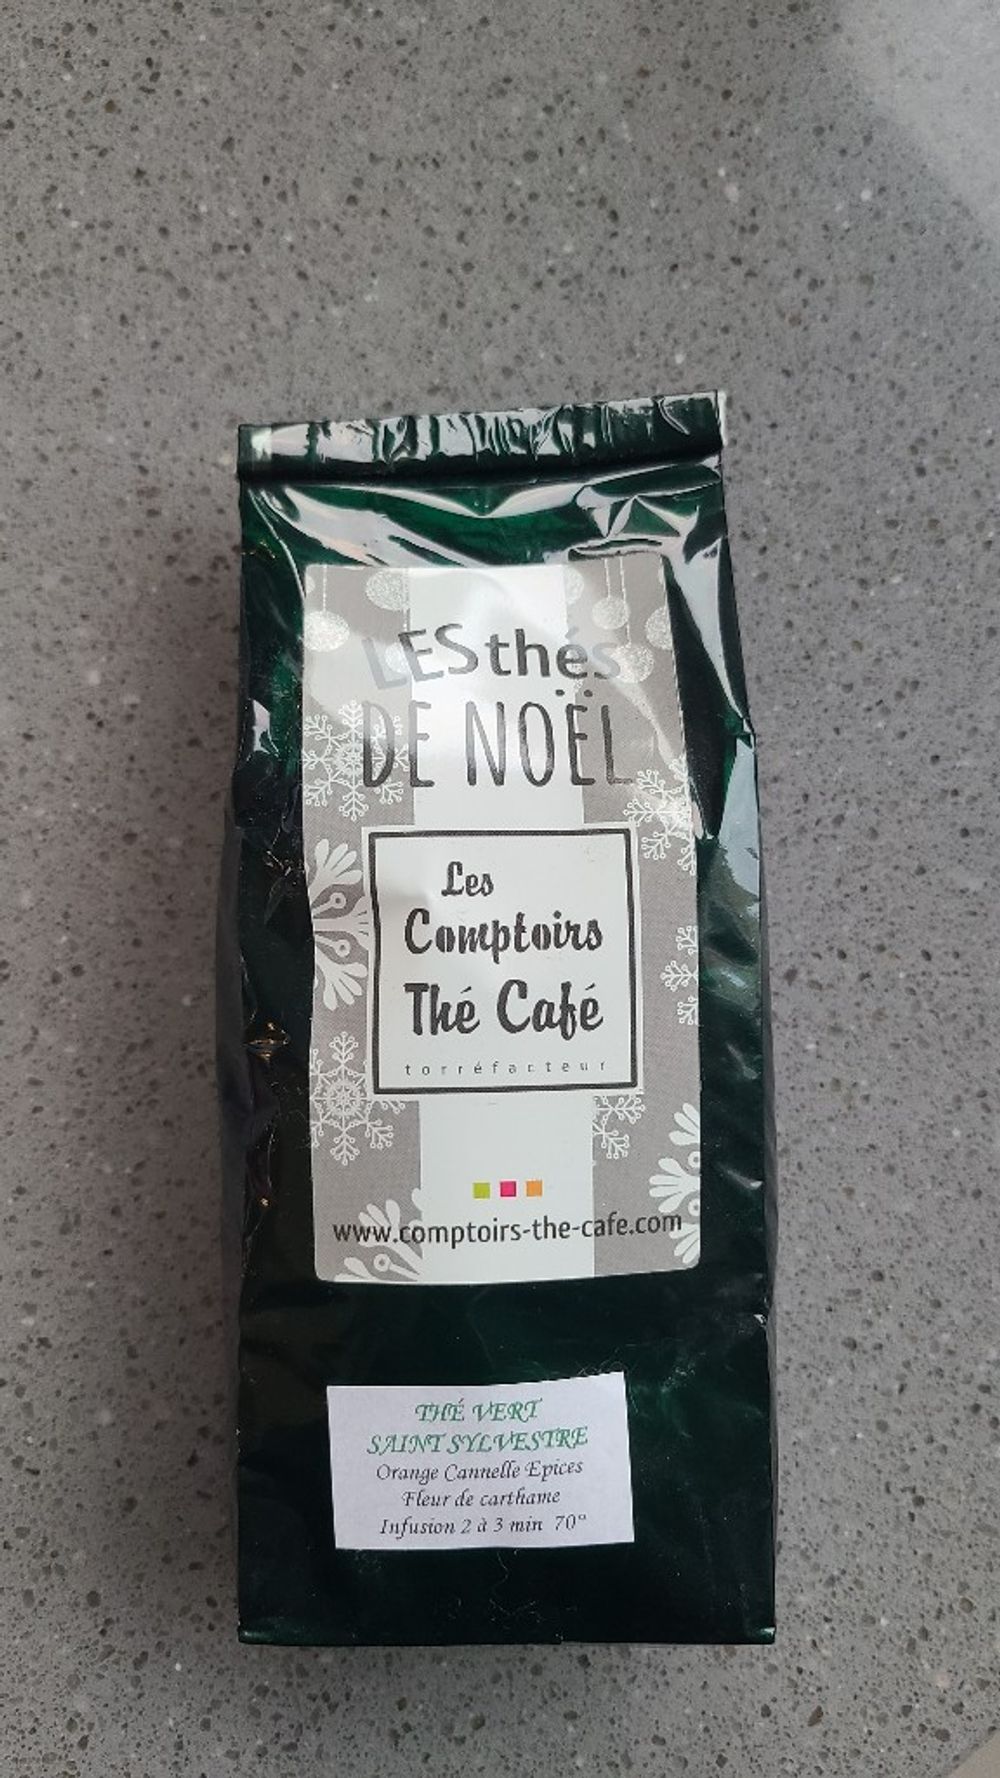 LES thés
DE NOËL
Les
Comptoirs
Thé Café
torréfacteur
www.comptoirs-the-cafe.com
THÉ VERT
SAINT SYLVESTRE
Orange Cannelle Epices
Fleur de carthame
Infusion 2 à 3 min 70°